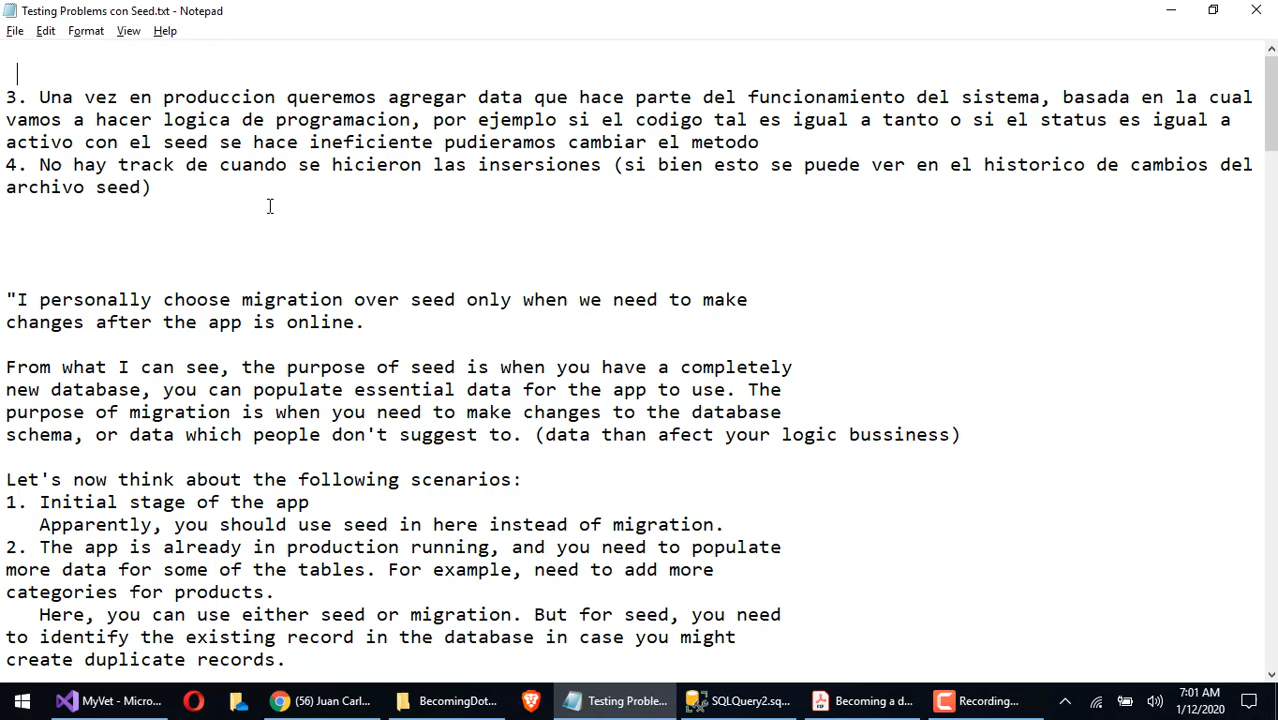 Testing Problems con Seed.txt - Notepad
File Edit Format View Help
3. Una vez en produccion queremos agregar data que hace parte del funcionamiento del sistema, basada en la cual
vamos a hacer logica de programacion, por ejemplo si el codigo tal es igual a tanto o si el status es igual a
activo con el seed se hace ineficiente pudieramos cambiar el metodo
4. No hay track de cuando se hicieron las insersiones (si bien esto se puede ver en el historico de cambios del
archivo seed)
"I personally choose migration over seed only when we need to make
changes after the app is online.
From what I can see, the purpose of seed is when you have a completely
new database, you can populate essential data for the app to use. The
purpose of migration is when you need to make changes to the database
schema, or data which people don't suggest to. (data than afect your logic bussiness)
Let's now think about the following scenarios:
1. Initial stage of the app
Apparently, you should use seed in here instead of migration.
2. The app is already in production running, and you need to populate
more data for some of the tables. For example, need to add more
categories for products.
Here, you can use either seed or migration. But for seed, you need
to identify the existing record in the database in case you might
create duplicate records.
MyVet - Micro... (56) Juan Carl... BecomingDot... Testing Proble... SQLQuery2.sq... Becoming a d... Recording... 7:01 AM
1/12/2020